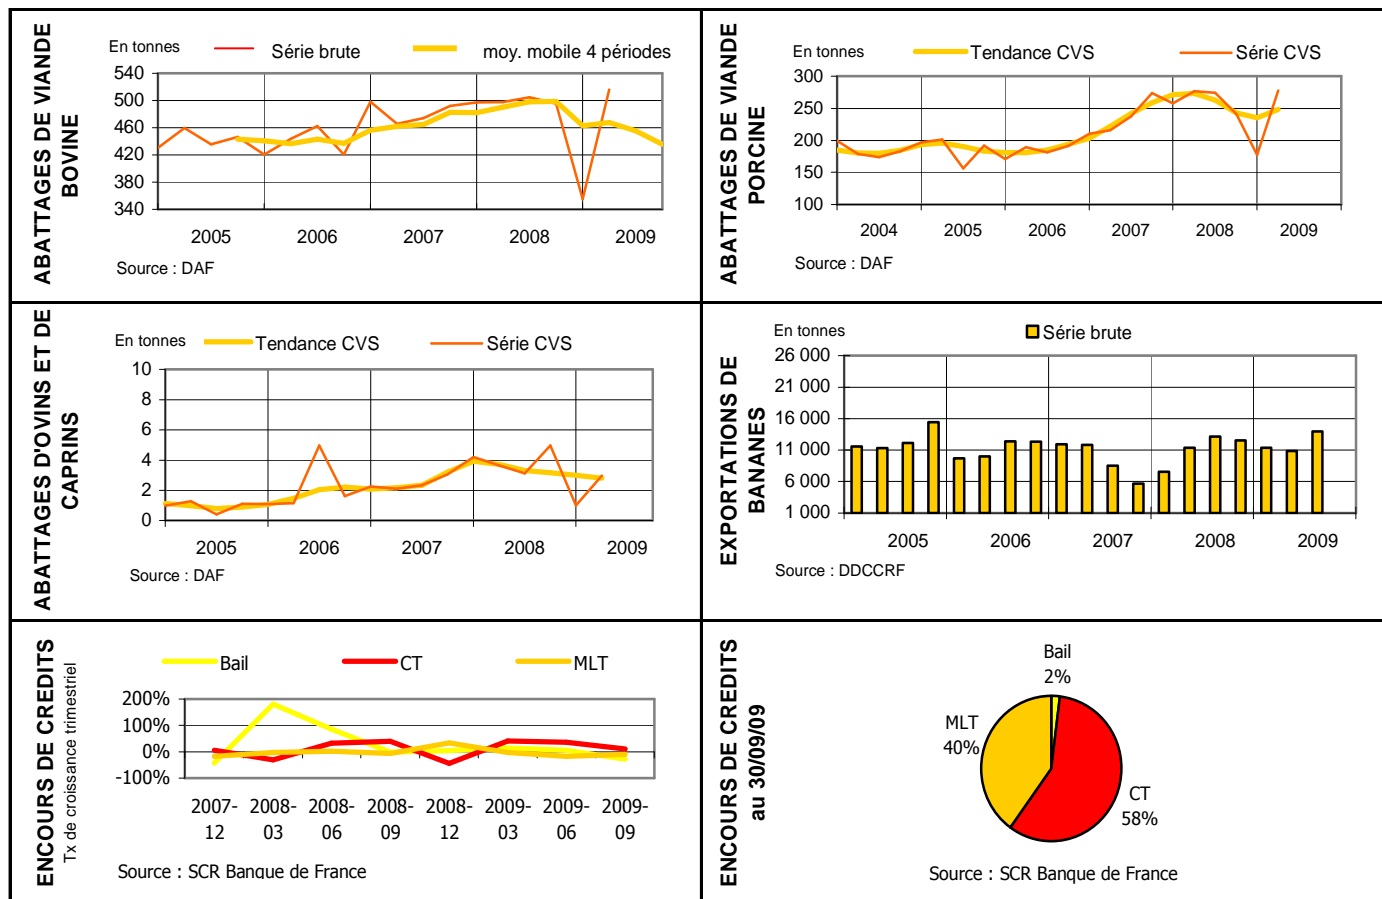 ABATTAGES DE VIANDE
BOVINE
En tonnes
Série brute
moy. mobile 4 périodes
540
500
460
420
380
340
2005
2006
2007
2008
2009
Source : DAF
ABATTAGES DE VIANDE
PORCINE
En tonnes
Tendance CVS
Série CVS
300
250
200
150
100
2004
2005
2006
2007
2008
2009
Source : DAF
ABATTAGES D'OVINS ET DE
CAPRINS
En tonnes
Tendance CVS
Série CVS
10
8
6
4
2
0
2005
2006
2007
2008
2009
Source : DAF
EXPORTATIONS DE
BANANES
En tonnes
Série brute
26 000
21 000
16 000
11 000
6 000
1 000
2005
2006
2007
2008
2009
Source : DDCCRF
ENCOURS DE CREDITS
Tx de croissance trimestriel
Bail
CT
MLT
200%
100%
0%
-100%
2007-
12
2008-
03
2008-
06
2008-
09
2008-
12
2009-
03
2009-
06
2009-
09
Source : SCR Banque de France
ENCOURS DE CREDITS
au 30/09/09
Bail
2%
MLT
40%
CT
58%
Source : SCR Banque de France